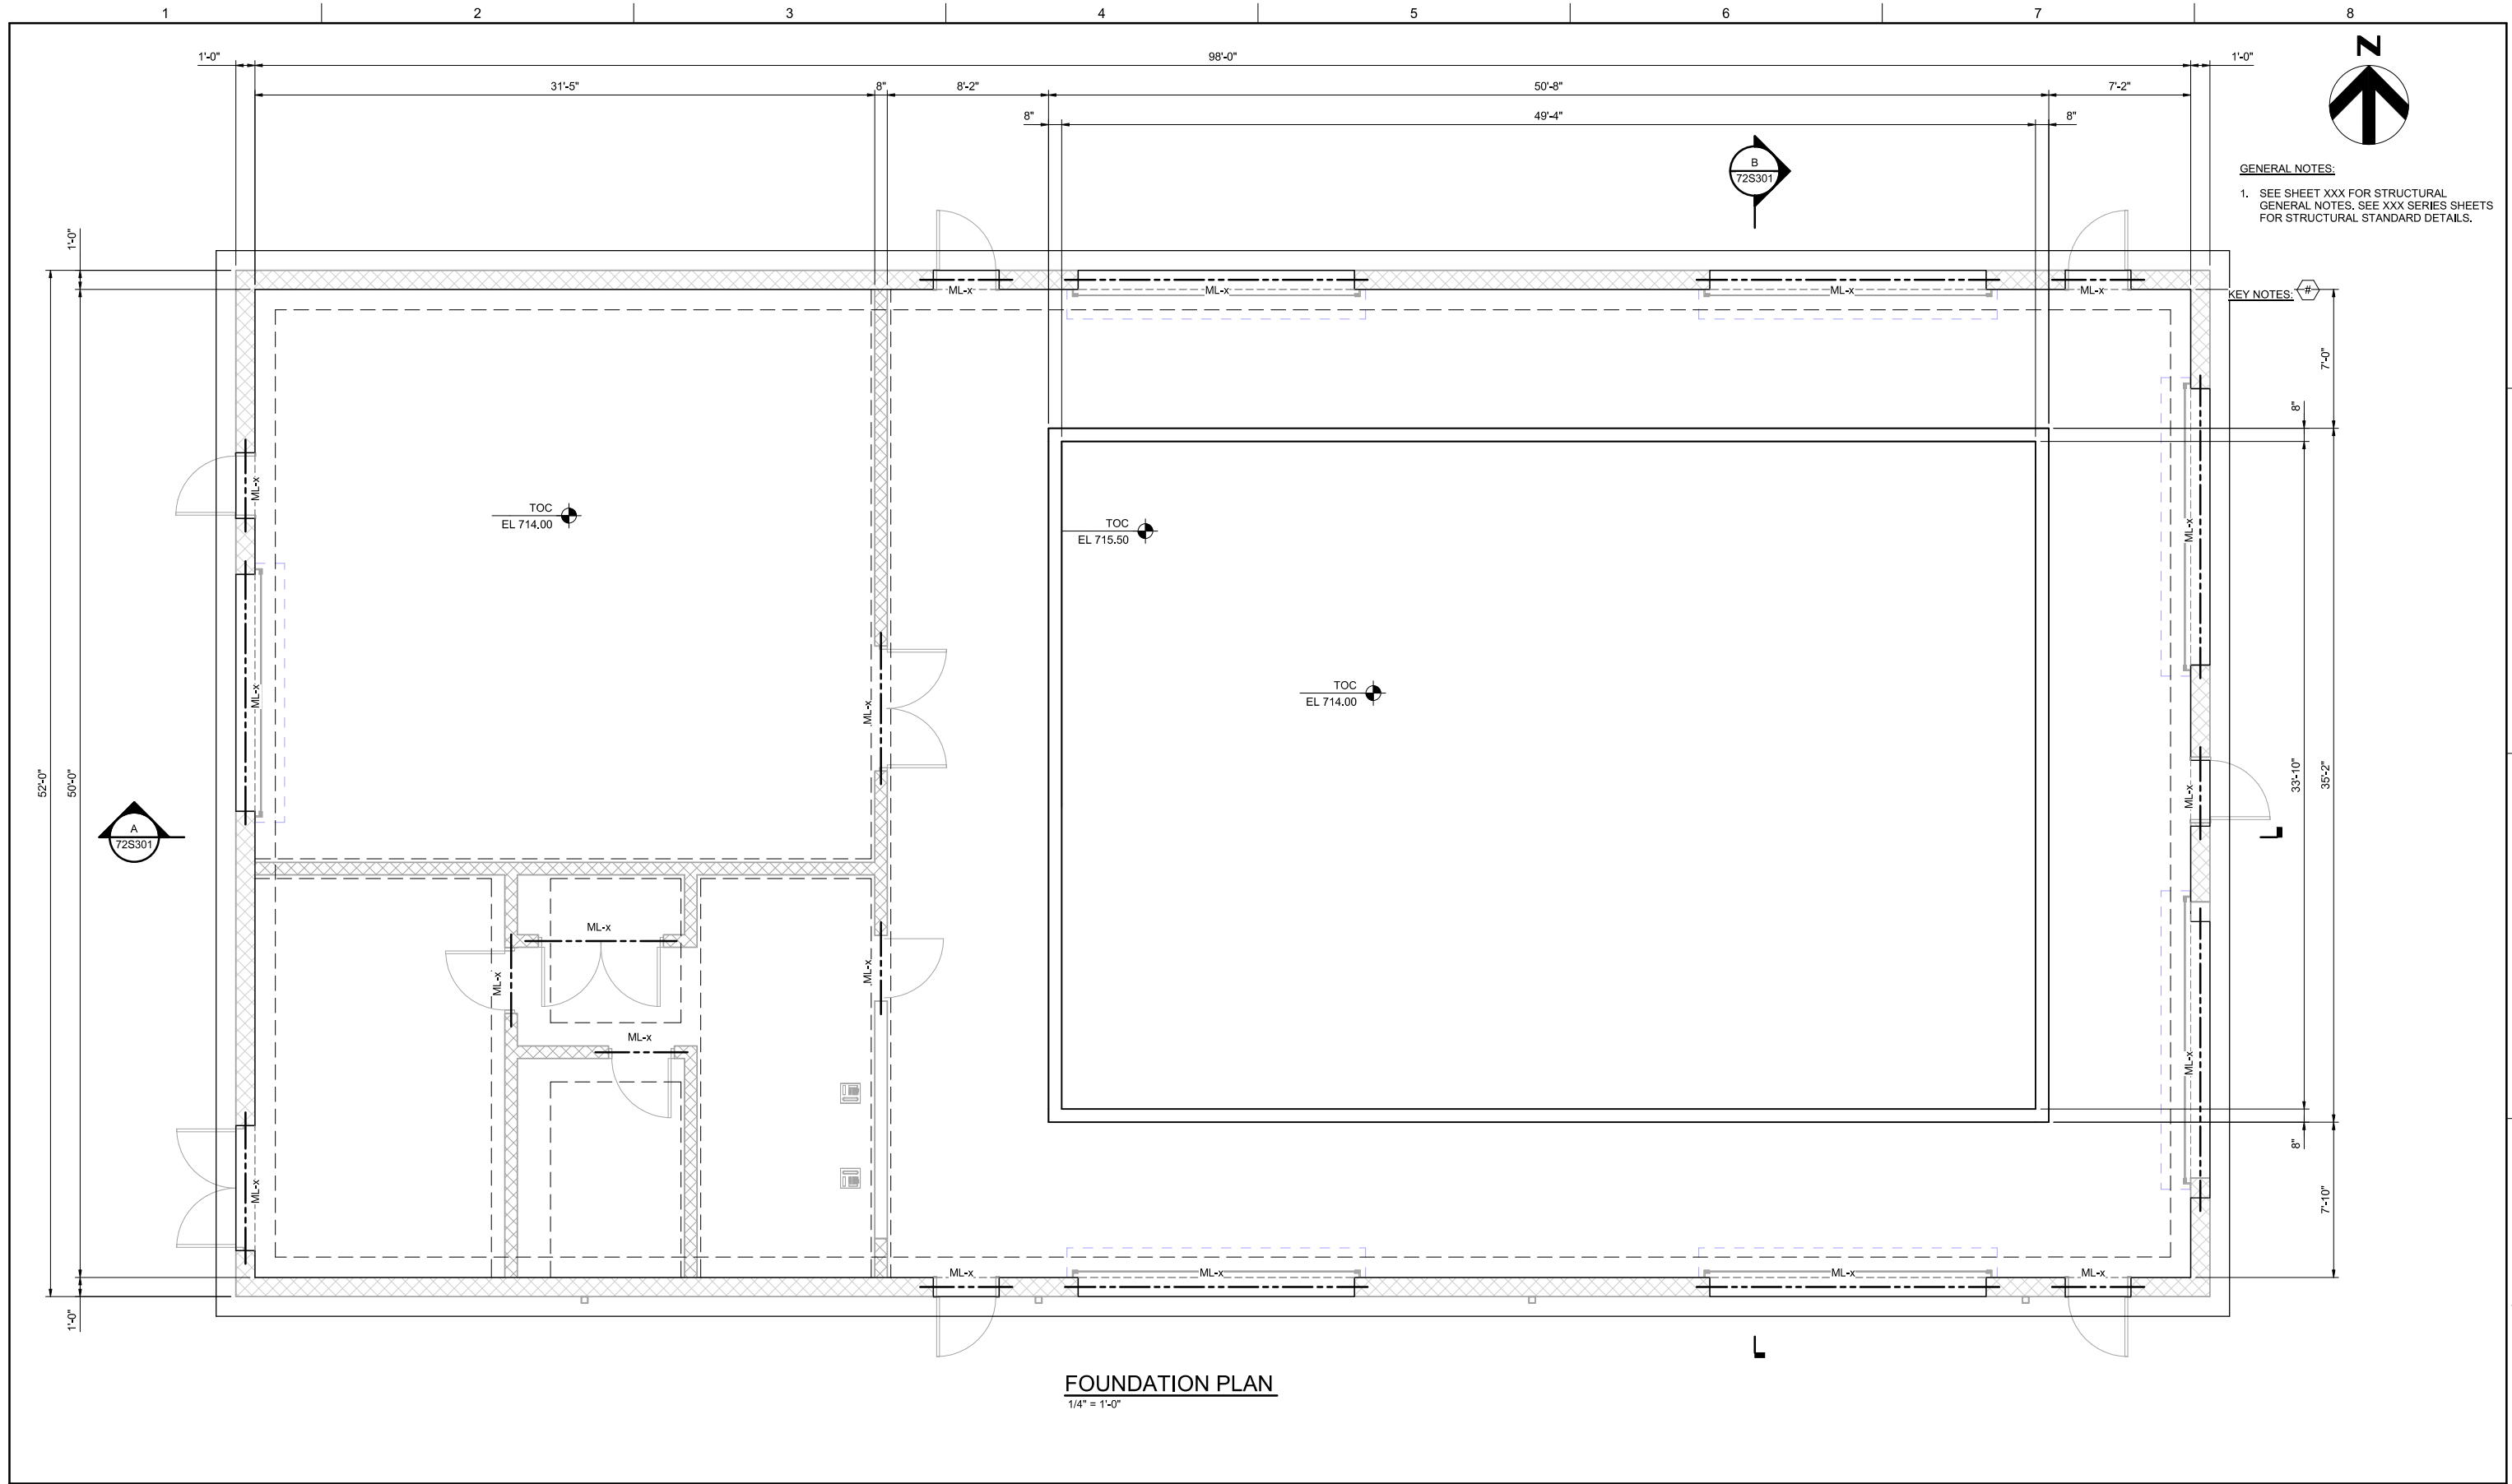 1 2 3 4 5 6 7 8
1'-0" 98'-0" 1'-0"
31'-5" 8" 8'-2" 50'-8" 7'-2"
8" 49'-4" 8"
N
B
72S301
GENERAL NOTES:
1. SEE SHEET XXX FOR STRUCTURAL
GENERAL NOTES. SEE XXX SERIES SHEETS
FOR STRUCTURAL STANDARD DETAILS.
KEY NOTES: #
1'-0"
ML-x ML-x ML-x ML-x
7'-0"
8"
ML-x
TOC
EL 714.00
TOC
EL 715.50
ML-x
ML-x
TOC
EL 714.00
ML-x
52'-0"
50'-0"
33'-10"
35'-2"
ML-x
A
72S301
ML-x
ML-x
ML-x
ML-x
ML-x
8"
ML-x
7'-10"
ML-x ML-x ML-x ML-x
1'-0"
FOUNDATION PLAN
1/4" = 1'-0"